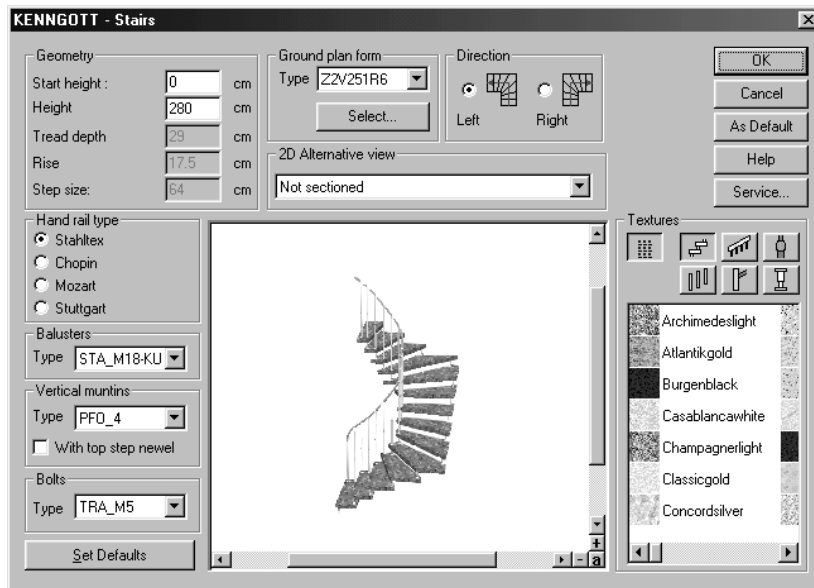 KENNGOTT - Stairs
Geometry
Start height : 0 cm
Height 280 cm
Tread depth 29 cm
Rise 17.5 cm
Step size: 64 cm
Ground plan form
Type Z2V251R6
Select...
Direction
Left Right
2D Alternative view
Not sectioned
OK
Cancel
As Default
Help
Service...
Hand rail type
Stahltex
Chopin
Mozart
Stuttgart
Balusters
Type STA_M18-KU
Vertical muntins
Type PFO_4
With top step newel
Bolts
Type TRA_M5
Set Defaults
+
- a
Textures
Archimedeslight
Atlantikgold
Burgenblack
Casablancawhite
Champagnerlight
Classicgold
Concordsilver